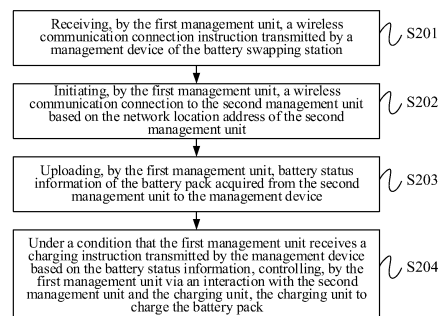 Receiving, by the first management unit, a wireless
communication connection instruction transmitted by
a management device of the battery swapping station
S201
Initiating, by the first management unit, a wireless
communication connection to the second management unit
based on the network location address of the second
management unit
S202
Uploading, by the first management unit, battery status
information of the battery pack acquired from the second
management unit to the management device
S203
Under a condition that the first management unit receives a
charging instruction transmitted by the management device
based on the battery status information, controlling, by
the first management unit via an interaction with the
second management unit and the charging unit, the charging unit to
charge the battery pack
S204